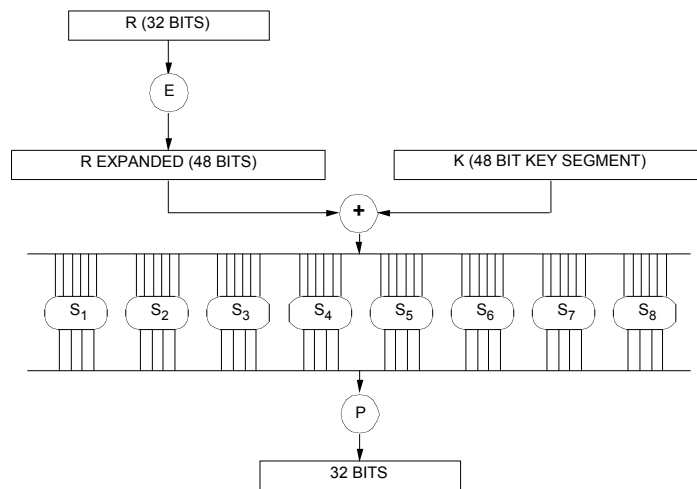 R (32 BITS)
E
R EXPANDED (48 BITS)
K (48 BIT KEY SEGMENT)
+
S1 S2 S3 S4 S5 S6 S7 S8
P
32 BITS